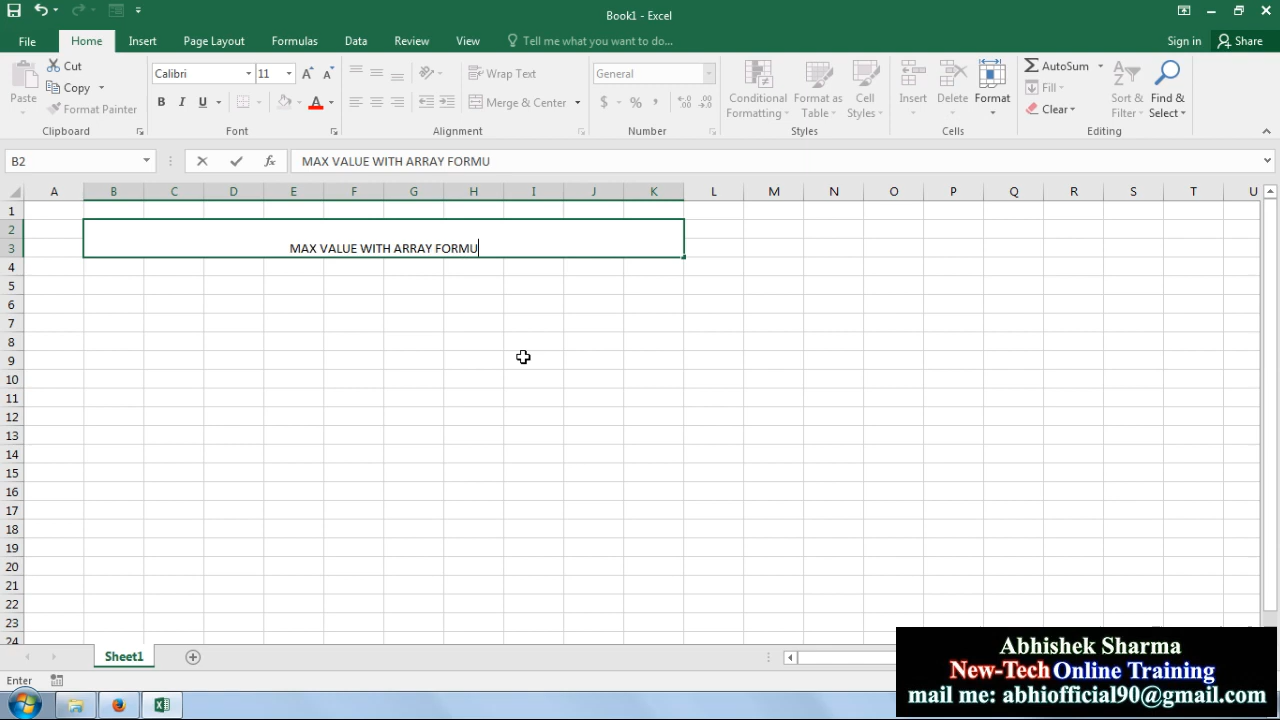 Book1 - Excel
File Home Insert Page Layout Formulas Data Review View Tell me what you want to do... Sign in Share
Paste Cut Copy Format Painter
Clipboard
Calibri 11
B I U A
Font
Wrap Text
Merge & Center
Alignment
General
$ % ,
Number
Conditional Formatting
Format as Table
Cell Styles
Styles
Insert Delete Format
Cells
AutoSum
Fill
Clear
Sort & Filter
Find & Select
Editing
B2 fx MAX VALUE WITH ARRAY FORMU
A B C D E F G H I J K L M N O P Q R S T U
1
2
3 MAX VALUE WITH ARRAY FORMU
4
5
6
7
8
9
10
11
12
13
14
15
16
17
18
19
20
21
22
23
24
Sheet1
Enter
Abhishek Sharma
New-Tech Online Training
mail me: abhiofficial90@gmail.com